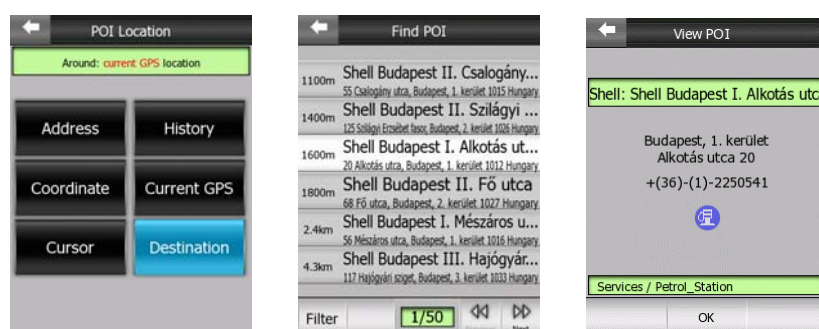 POI Location
Around: current GPS location
Address
History
Coordinate
Current GPS
Cursor
Destination
Find POI
1100m
Shell Budapest II. Csalogány...
55 Csalogány utca, Budapest, 1. kerület 1015 Hungary
1400m
Shell Budapest II. Szilágyi ...
125 Szilágyi Erzsébet fasor, Budapest, 2. kerület 1026 Hungary
1600m
Shell Budapest I. Alkotás ut...
20 Alkotás utca, Budapest, 1. kerület 1012 Hungary
1800m
Shell Budapest II. Fő utca
68 Fő utca, Budapest, 2. kerület 1027 Hungary
2.4km
Shell Budapest I. Mészáros u...
56 Mészáros utca, Budapest, 1. kerület 1016 Hungary
4.3km
Shell Budapest III. Hajógyár...
117 Hajógyári sziget, Budapest, 3. kerület 1033 Hungary
Filter
1/50
View POI
Shell: Shell Budapest I. Alkotás utc
Budapest, 1. kerület
Alkotás utca 20
+(36)-(1)-2250541
Services / Petrol_Station
OK